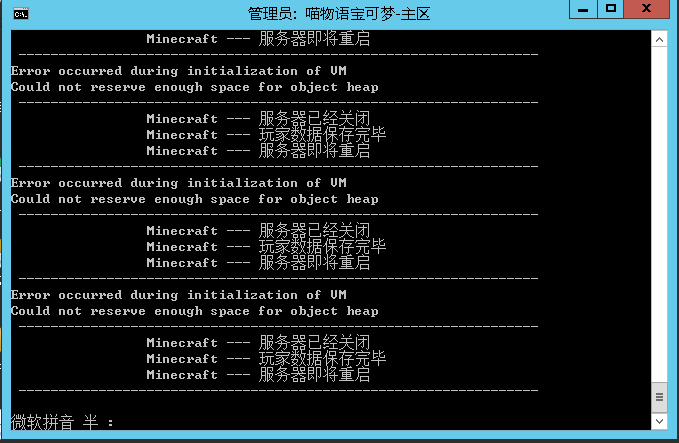 管理员: 喵物语宝可梦-主区
Minecraft --- 服务器即将重启
------------------------------------------------------------------
Error occurred during initialization of VM
Could not reserve enough space for object heap
------------------------------------------------------------------
Minecraft --- 服务器已经关闭
Minecraft --- 玩家数据保存完毕
Minecraft --- 服务器即将重启
------------------------------------------------------------------
Error occurred during initialization of VM
Could not reserve enough space for object heap
------------------------------------------------------------------
Minecraft --- 服务器已经关闭
Minecraft --- 玩家数据保存完毕
Minecraft --- 服务器即将重启
------------------------------------------------------------------
Error occurred during initialization of VM
Could not reserve enough space for object heap
------------------------------------------------------------------
Minecraft --- 服务器已经关闭
Minecraft --- 玩家数据保存完毕
Minecraft --- 服务器即将重启
------------------------------------------------------------------
微软拼音 半 :